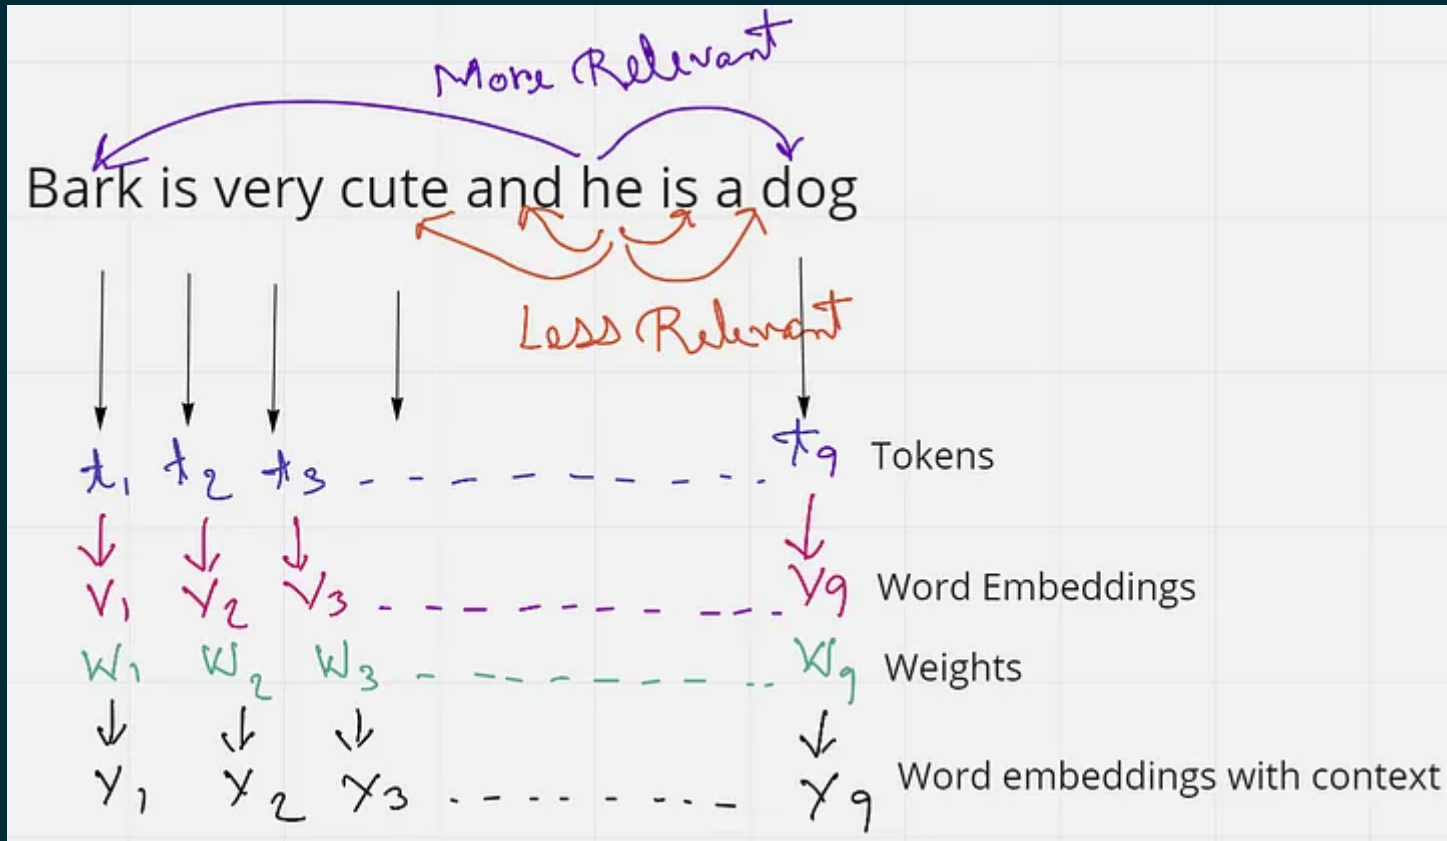 More Relevant
Bark is very cute and he is a dog
Less Relevant
t1 t2 t3 - - - - - - - - t9 Tokens
V1 V2 V3 - - - - - - - - - V9 Word Embeddings
W1 W2 W3 - - - - - - - - W9 Weights
Y1 Y2 Y3 - - - - - - - - Y9 Word embeddings with context